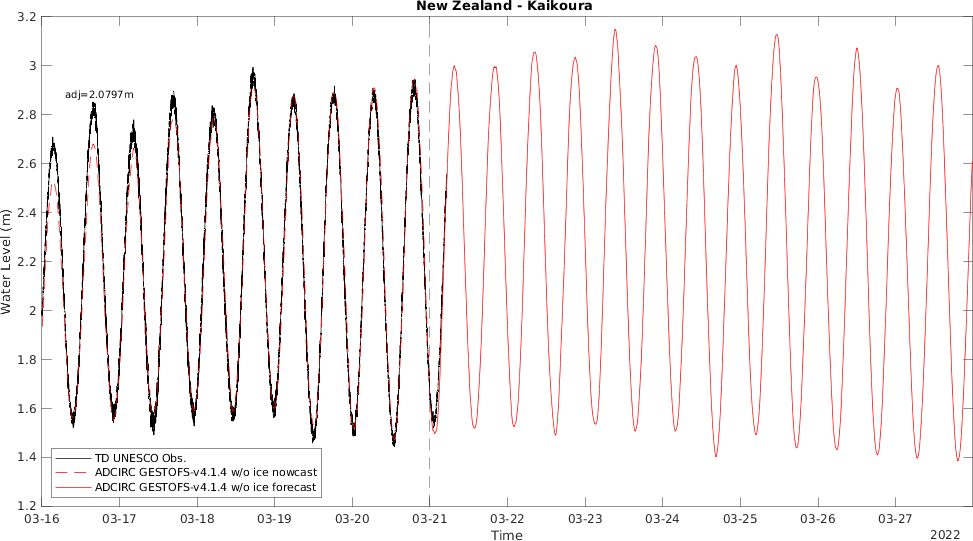 New Zealand - Kaikoura
3.2
3
2.8
2.6
2.4
2.2
2
1.8
1.6
1.4
1.2
Water Level (m)
adj=2.0797m
TD UNESCO Obs.
ADCIRC GESTOFS-v4.1.4 w/o ice nowcast
ADCIRC GESTOFS-v4.1.4 w/o ice forecast
03-16 03-17 03-18 03-19 03-20 03-21 03-22 03-23 03-24 03-25 03-26 03-27
Time
2022